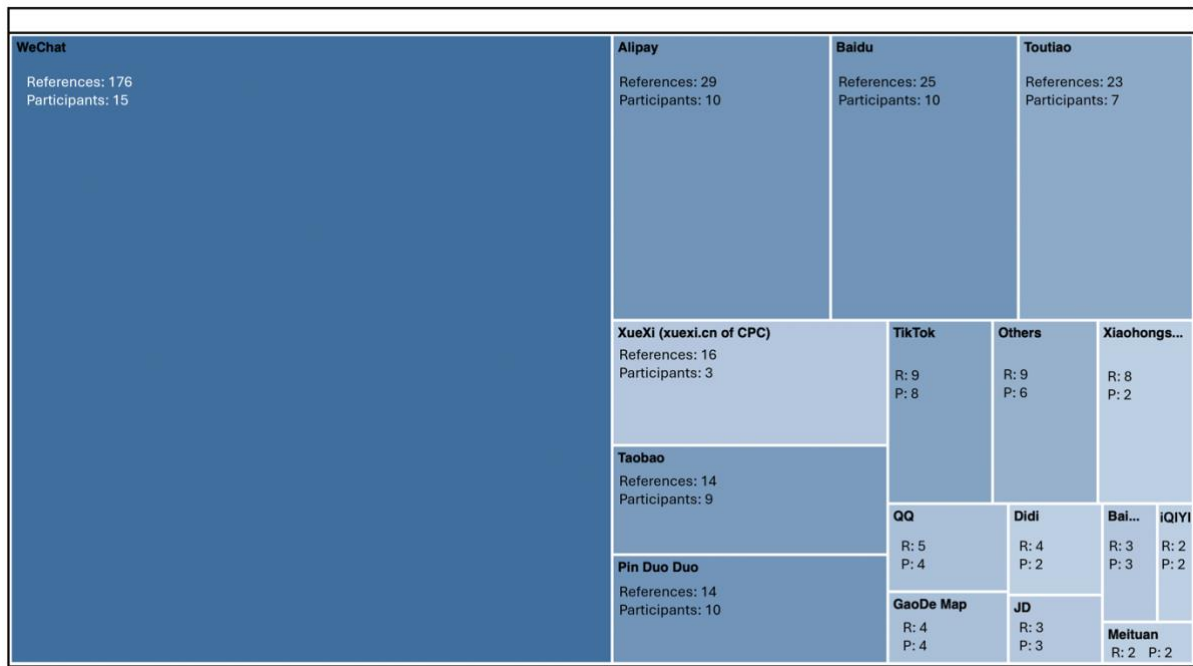 WeChat
References: 176
Participants: 15
Alipay
References: 29
Participants: 10
Baidu
References: 25
Participants: 10
Toutiao
References: 23
Participants: 7
XueXi (xuexi.cn of CPC)
References: 16
Participants: 3
Taobao
References: 14
Participants: 9
Pin Duo Duo
References: 14
Participants: 10
TikTok
R: 9
P: 8
Others
R: 9
P: 6
Xiaohongs...
R: 8
P: 2
QQ
R: 5
P: 4
Didi
R: 4
P: 2
Bai...
R: 3
P: 3
iQIYI
R: 2
P: 2
GaoDe Map
R: 4
P: 4
JD
R: 3
P: 3
Meituan
R: 2 P: 2